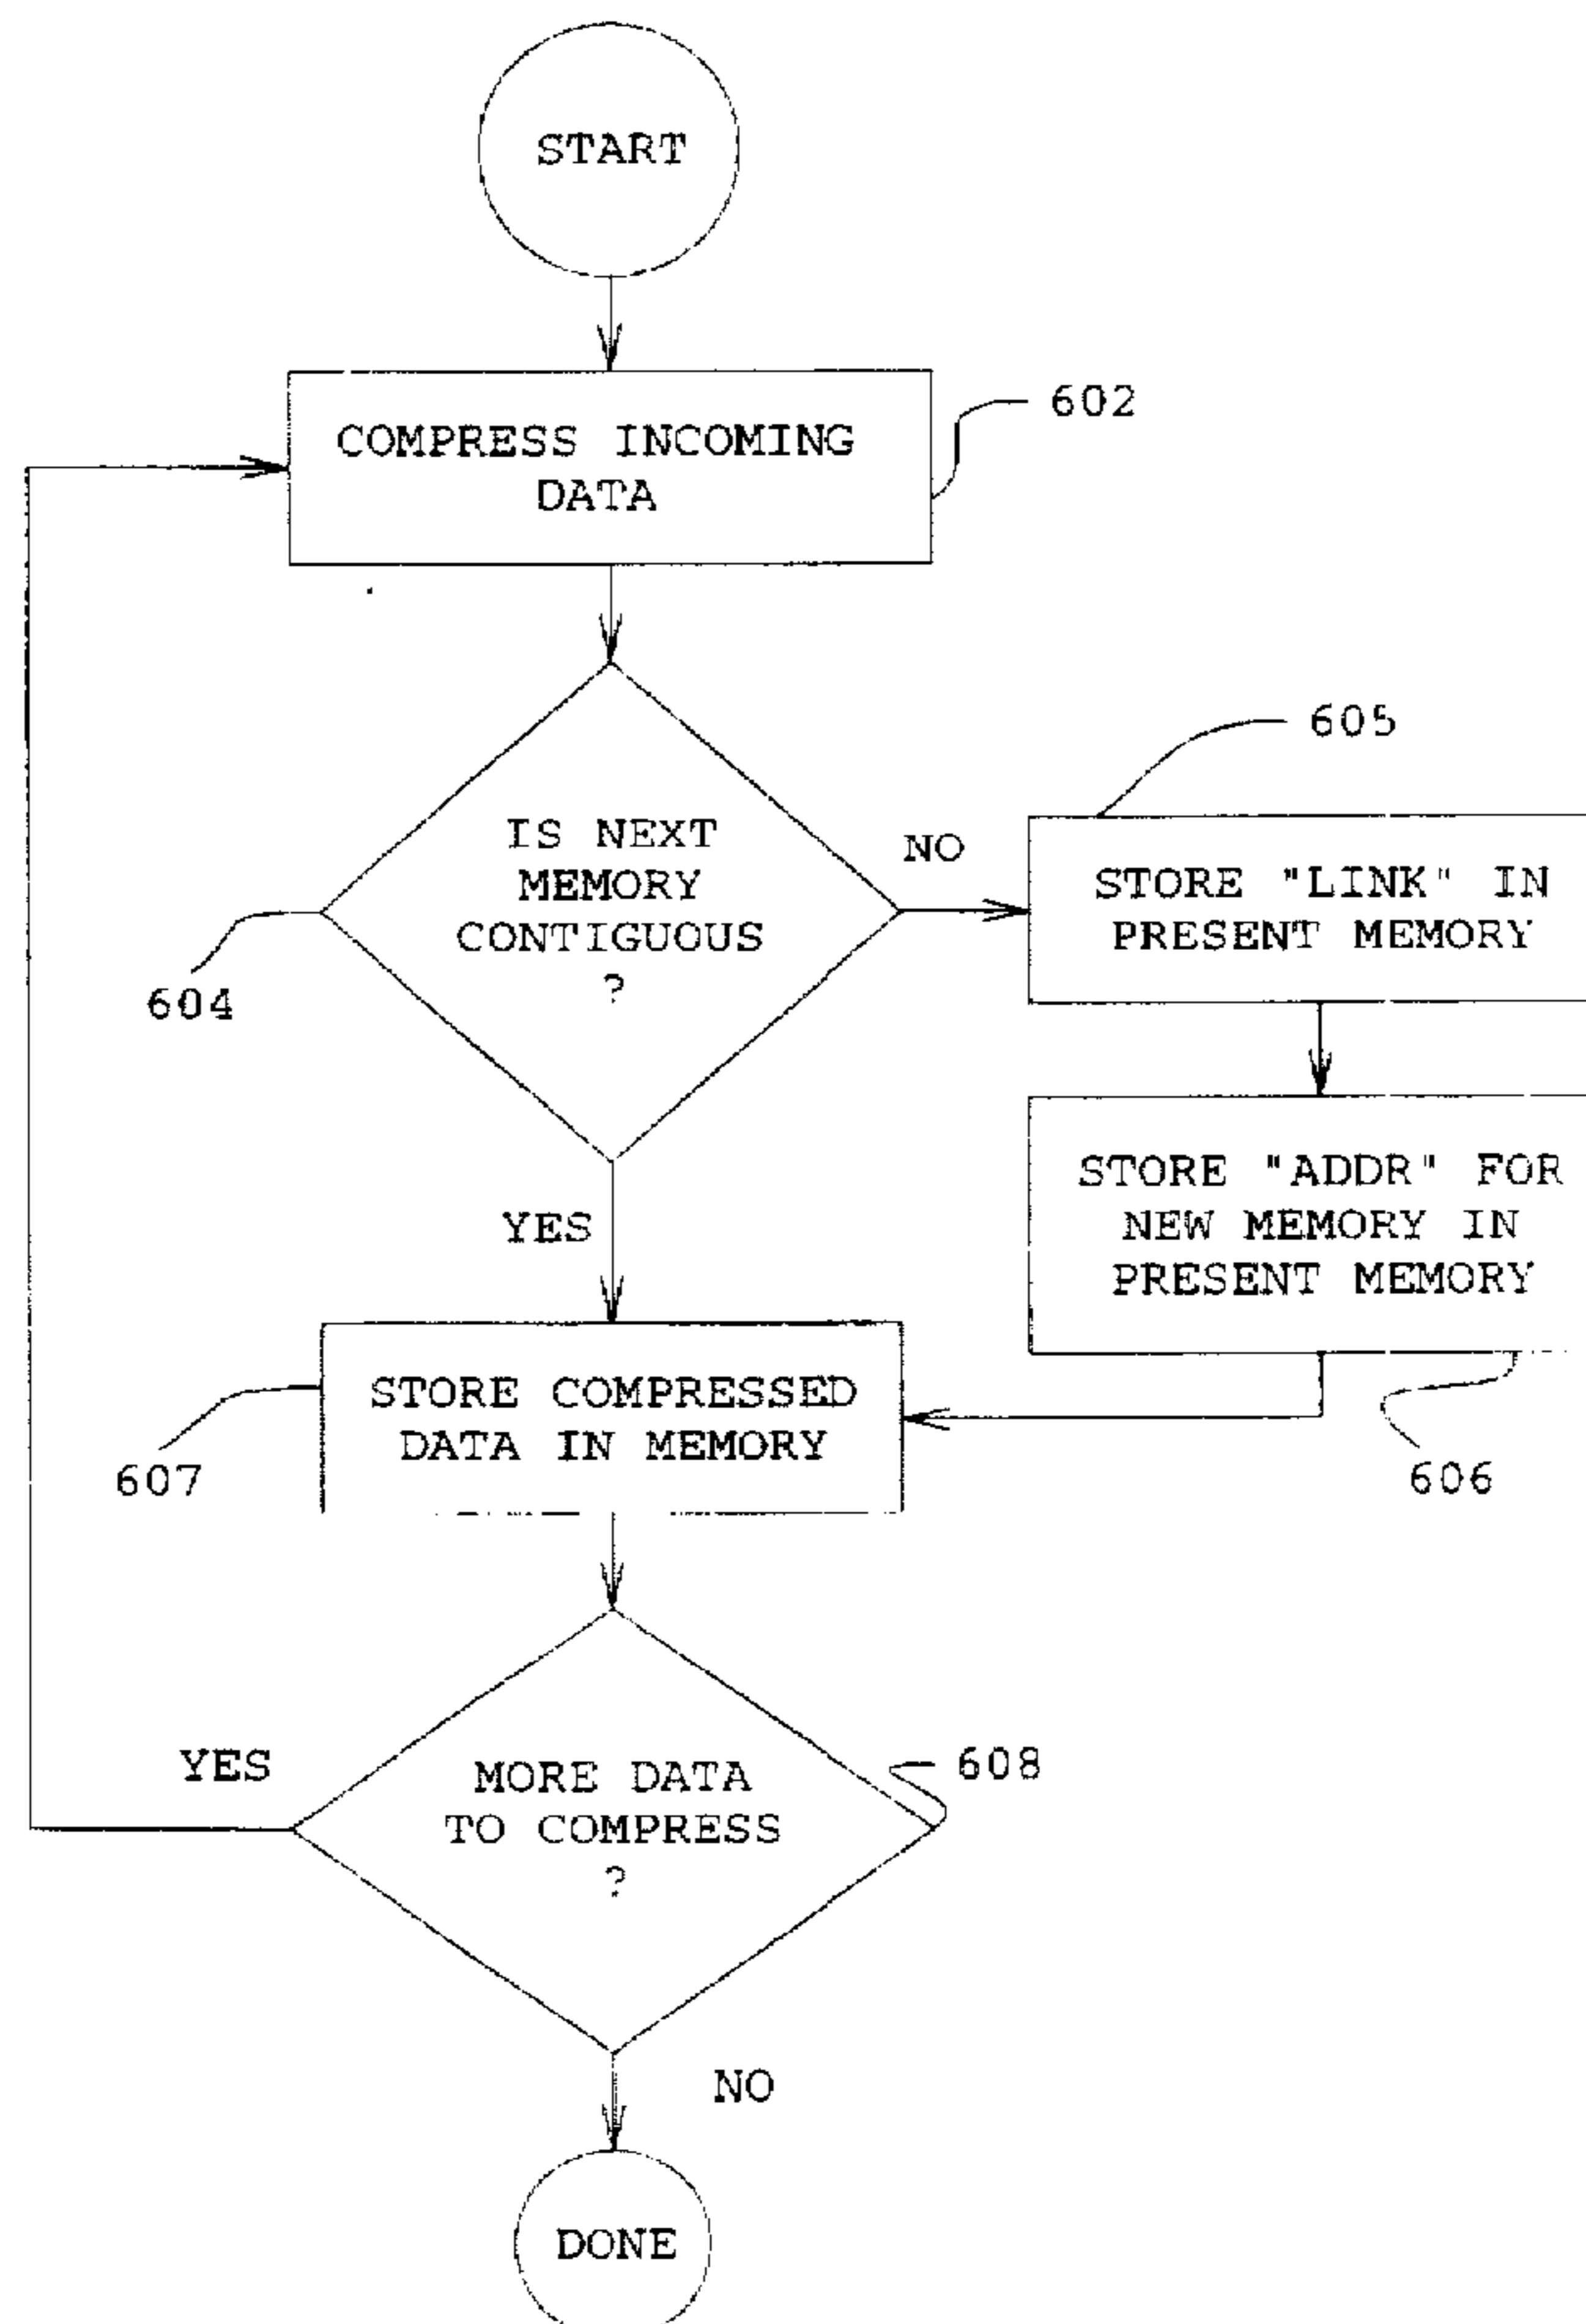 START
COMPRESS INCOMING
DATA
602
IS NEXT
MEMORY
CONTIGUOUS
?
604
NO
605
STORE "LINK" IN
PRESENT MEMORY
STORE "ADDR" FOR
NEW MEMORY IN
PRESENT MEMORY
606
YES
STORE COMPRESSED
DATA IN MEMORY
607
MORE DATA
TO COMPRESS
?
608
YES
NO
DONE